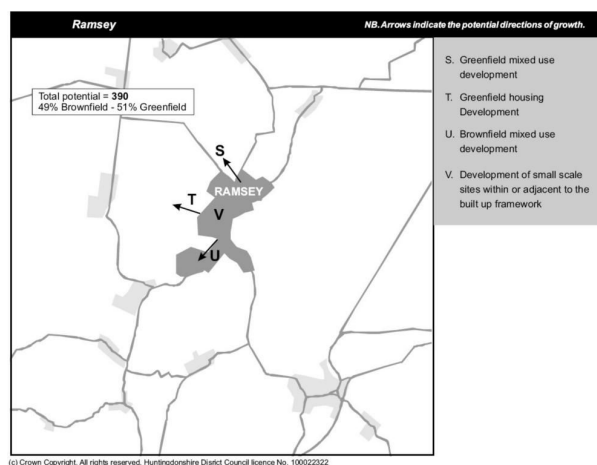 Ramsey
NB. Arrows indicate the potential directions of growth.
Total potential = 390
49% Brownfield - 51% Greenfield
S
RAMSEY
T
V
U
S. Greenfield mixed use
development
T. Greenfield housing
Development
U. Brownfield mixed use
development
V. Development of small scale
sites within or adjacent to the
built up framework
(c) Crown Copyright. All rights reserved. Huntingdonshire Disrict Council licence No. 100022322